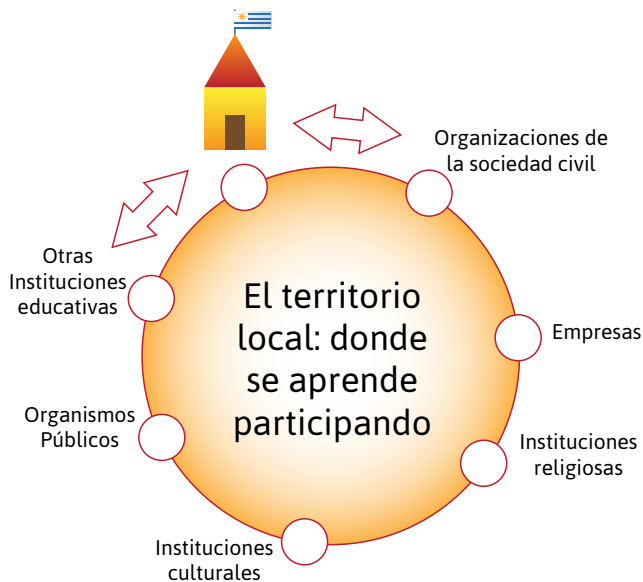 Organizaciones de
la sociedad civil
Otras
Instituciones
educativas
El territorio
local: donde
se aprende
participando
Empresas
Organismos
Públicos
Instituciones
religiosas
Instituciones
culturales